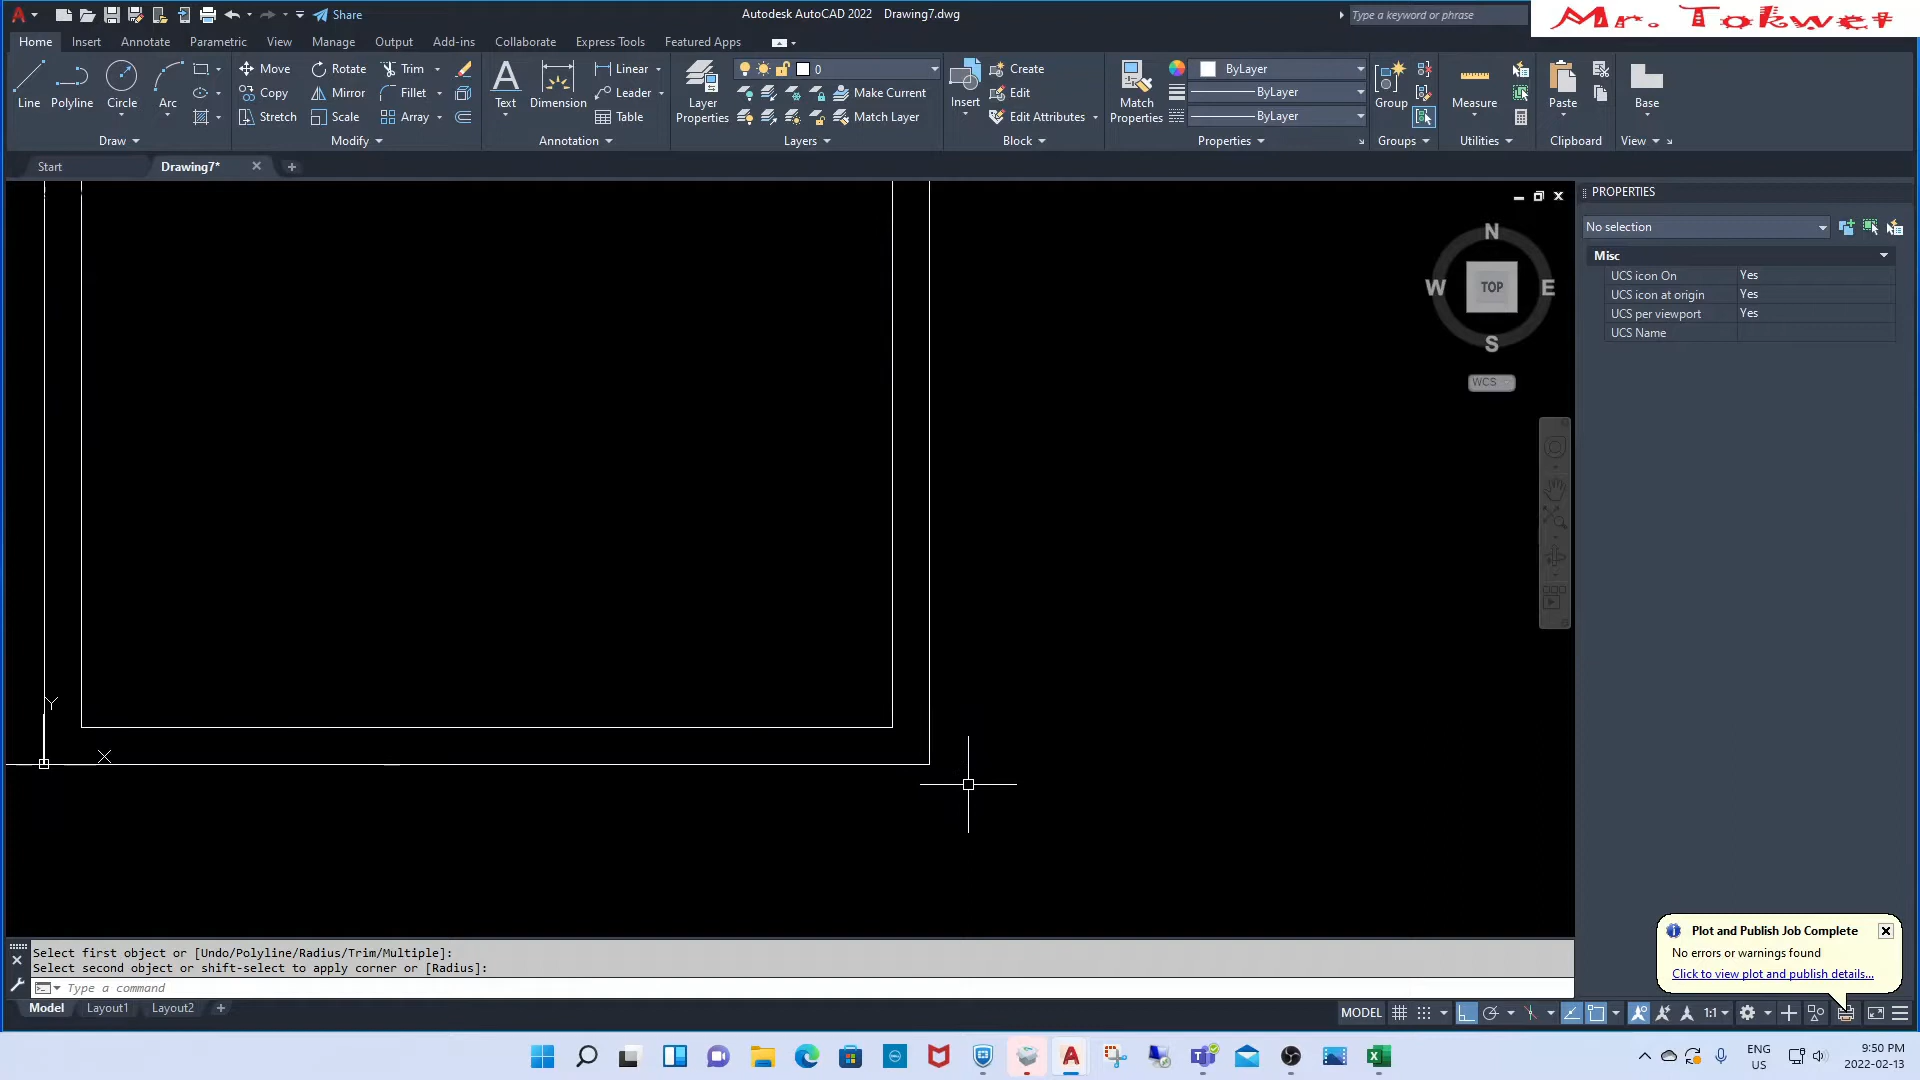 Share
Autodesk AutoCAD 2022 Drawing7.dwg
Type a keyword or phrase
Mr. Tokwet
Home Insert Annotate Parametric View Manage Output Add-ins Collaborate Express Tools Featured Apps
Line Polyline Circle Arc
Move Rotate Trim
Copy Mirror Fillet
Stretch Scale Array
Text Dimension
Linear
Leader
Table
Layer Properties
0
Make Current
Match Layer
Insert
Create
Edit
Edit Attributes
Match Properties
ByLayer
ByLayer
ByLayer
Group
Measure
Paste
Base
Draw Modify Annotation Layers Block Properties Groups Utilities Clipboard View
Start Drawing7*
N
W TOP E
S
WCS
Y
X
PROPERTIES
No selection
Misc
UCS icon On Yes
UCS icon at origin Yes
UCS per viewport Yes
UCS Name
Plot and Publish Job Complete
No errors or warnings found
Click to view plot and publish details...
Select first object or [Undo/Polyline/Radius/Trim/Multiple]:
Select second object or shift-select to apply corner or [Radius]:
Type a command
Model Layout1 Layout2
MODEL 1:1
ENG
US
9:50 PM
2022-02-13